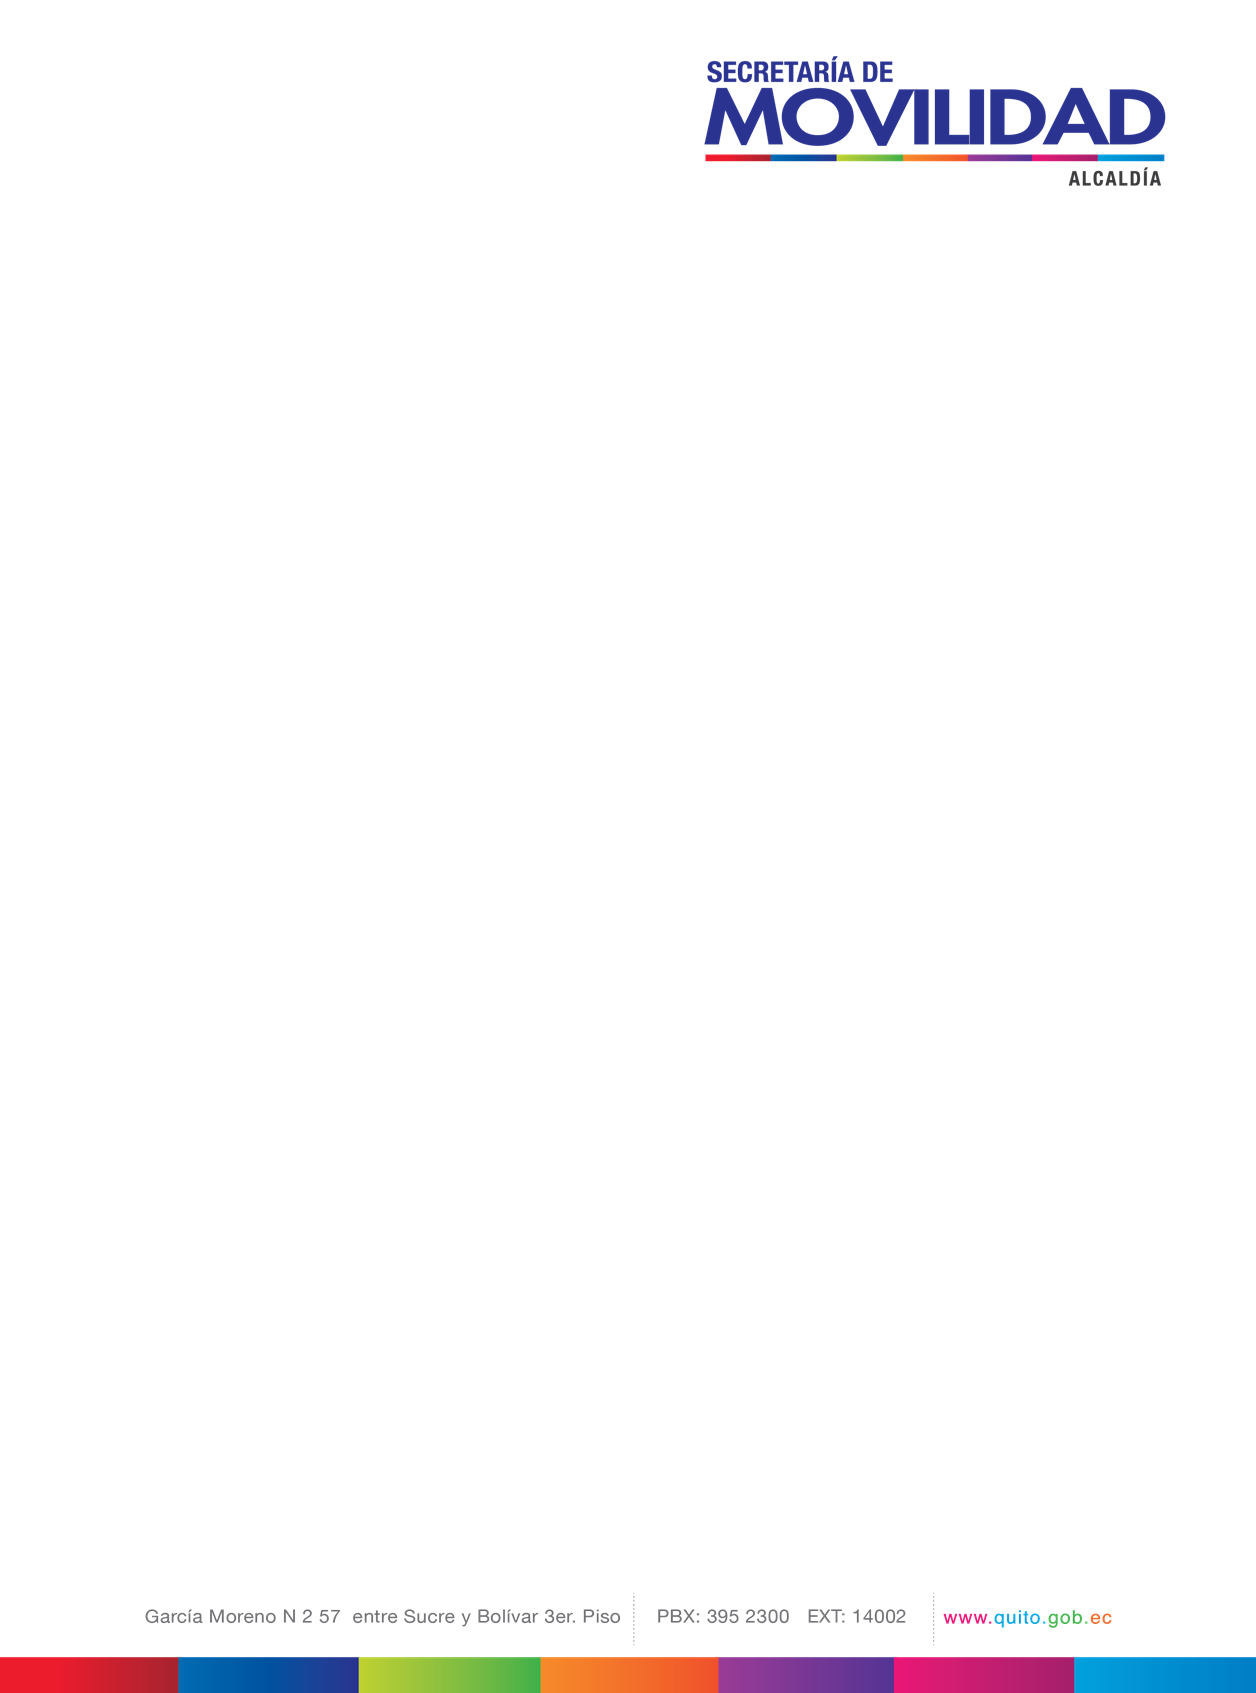 SECRETARÍA DE
MOVILIDAD
ALCALDÍA
García Moreno N 2 57 entre Sucre y Bolívar 3er. Piso PBX: 395 2300 EXT: 14002 www.quito.gob.ec